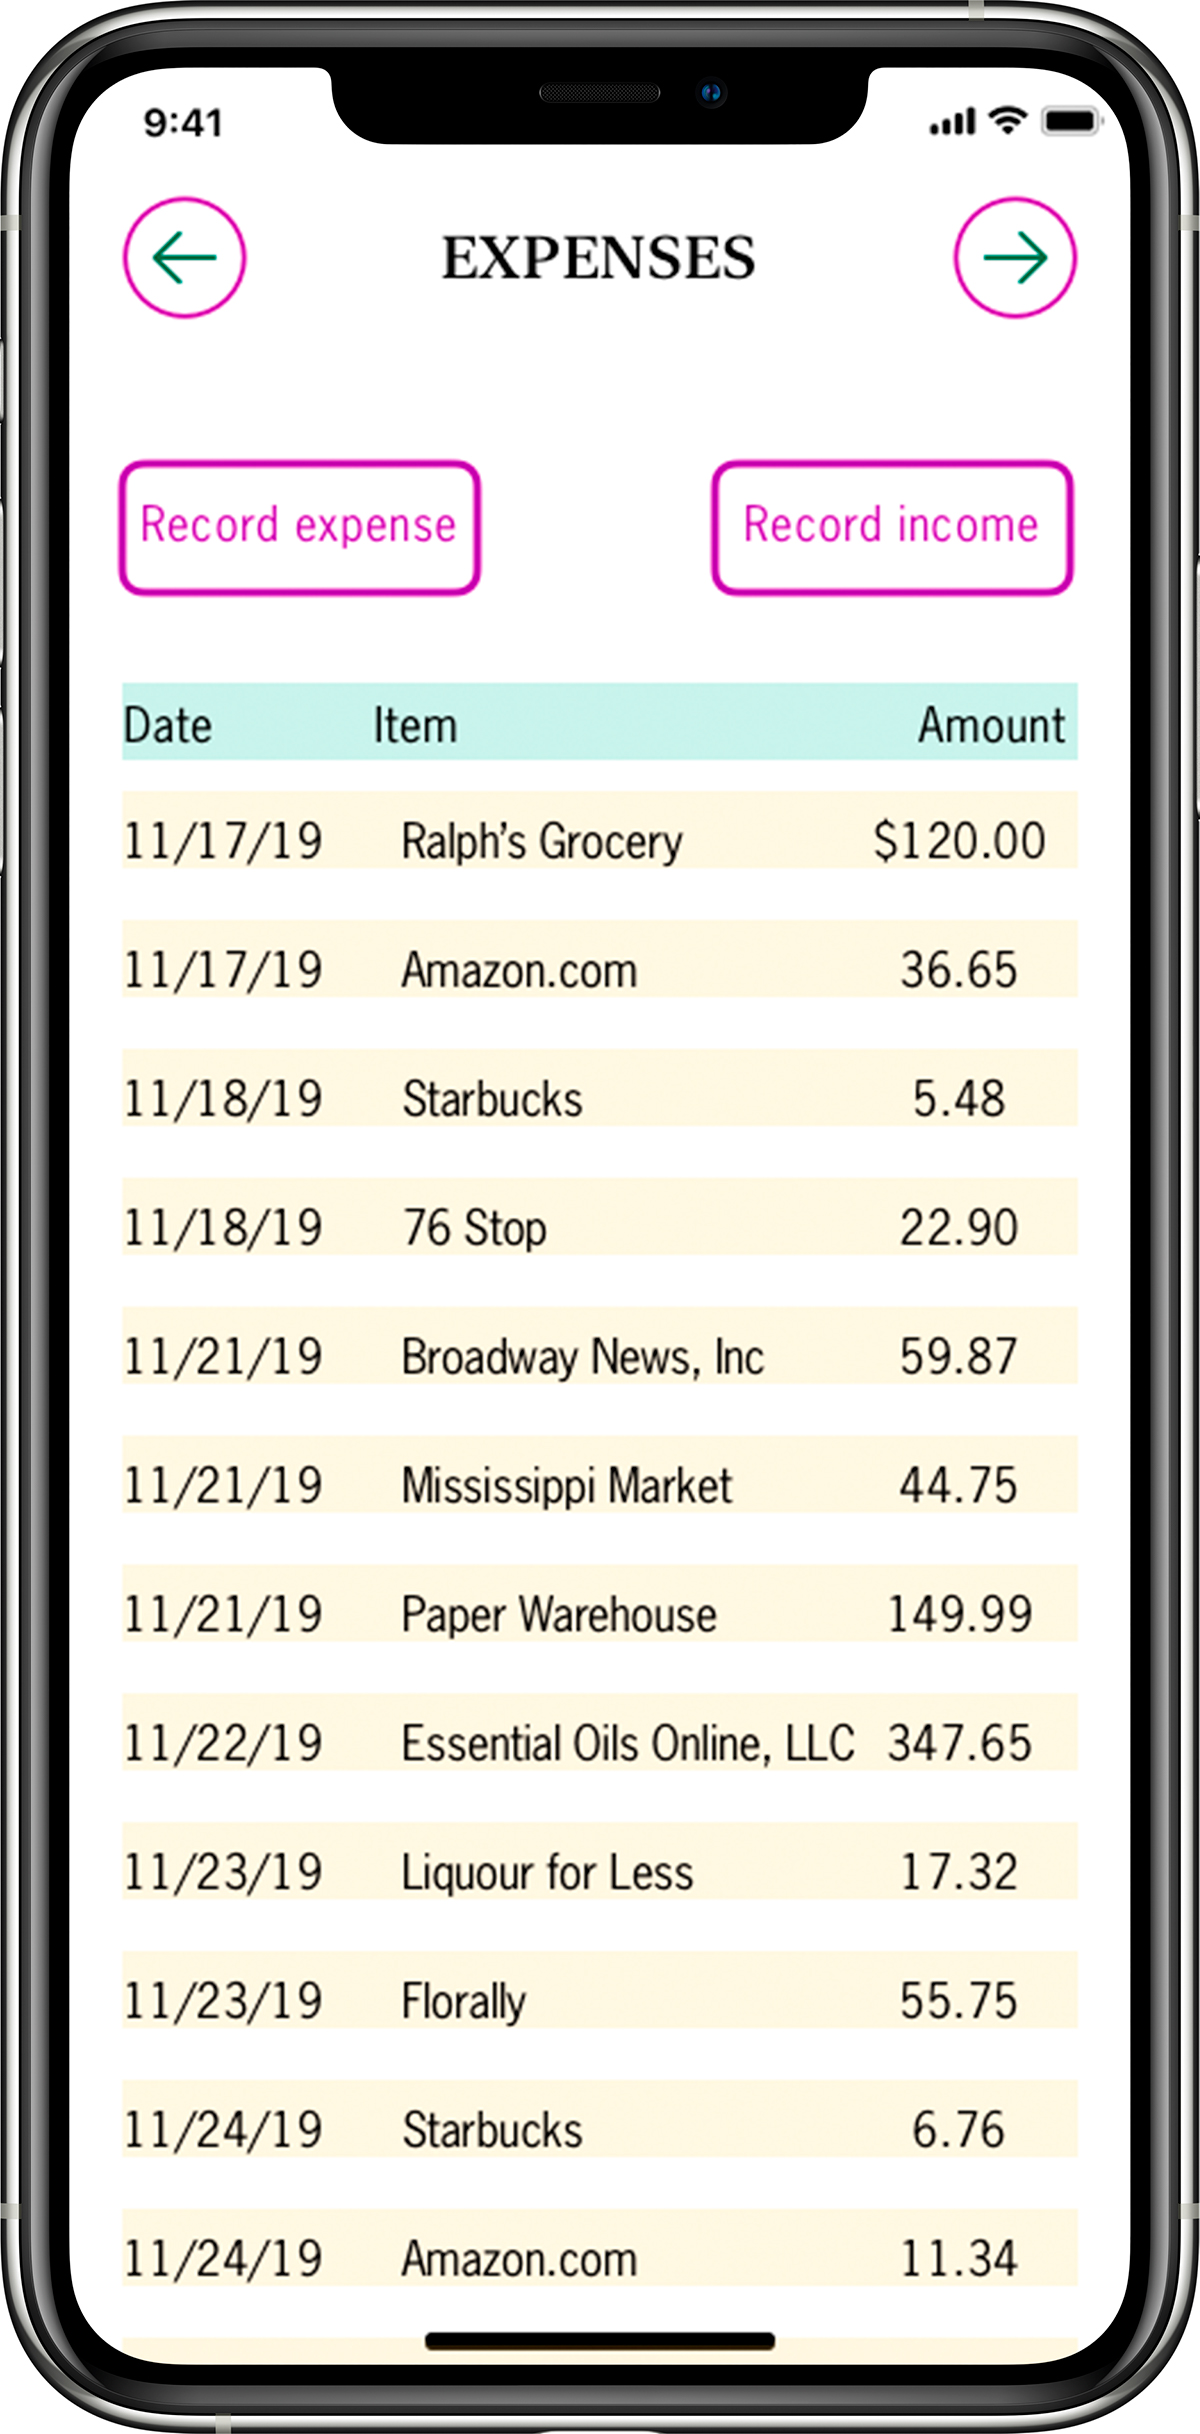 9:41
EXPENSES
Record expense Record income
Date Item Amount
11/17/19 Ralph’s Grocery $120.00
11/17/19 Amazon.com 36.65
11/18/19 Starbucks 5.48
11/18/19 76 Stop 22.90
11/21/19 Broadway News, Inc 59.87
11/21/19 Mississippi Market 44.75
11/21/19 Paper Warehouse 149.99
11/22/19 Essential Oils Online, LLC 347.65
11/23/19 Liquour for Less 17.32
11/23/19 Florally 55.75
11/24/19 Starbucks 6.76
11/24/19 Amazon.com 11.34